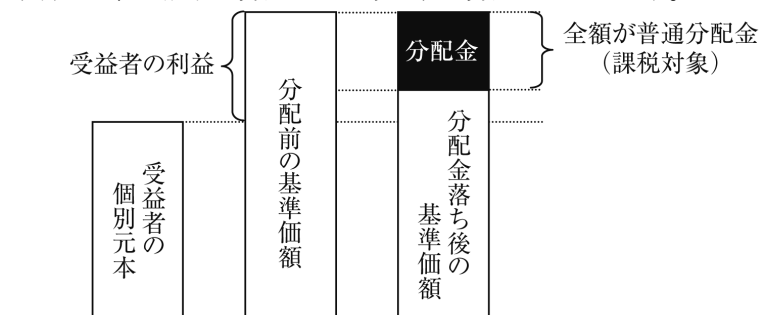 受益者の利益
分配金
全額が普通分配金
（課税対象）
分配前の基準価額
分配金落ち後の
基準価額
受益者の
個別元本